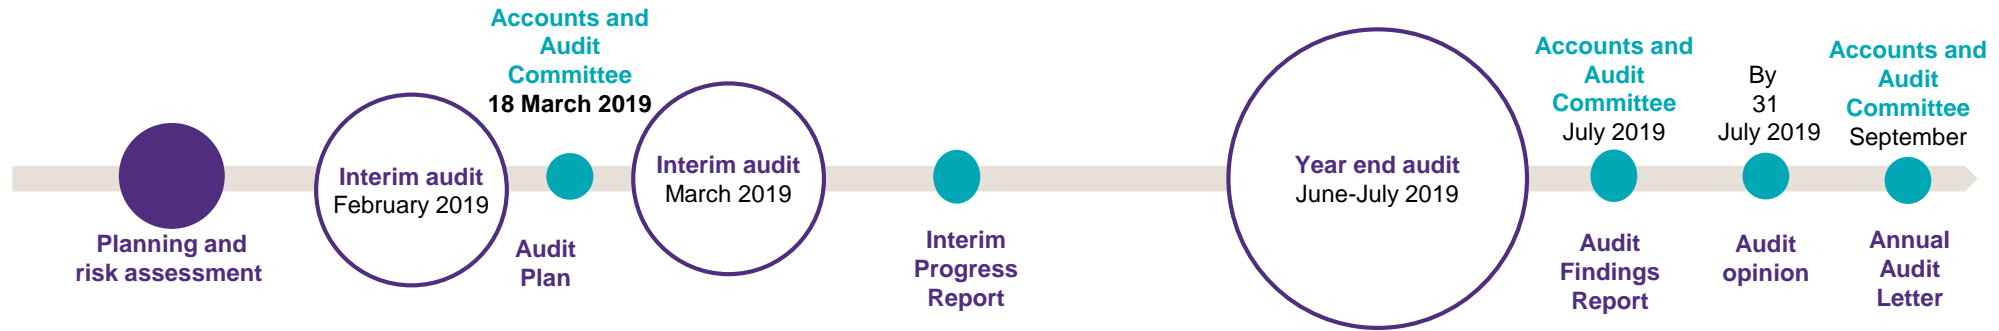 Planning and
risk assessment
Interim audit
February 2019
Accounts and
Audit
Committee
18 March 2019
Audit
Plan
Interim audit
March 2019
Interim
Progress
Report
Year end audit
June-July 2019
Accounts and
Audit
Committee
July 2019
Audit
Findings
Report
By
31
July 2019
Audit
opinion
Accounts and
Audit
Committee
September
Annual
Audit
Letter